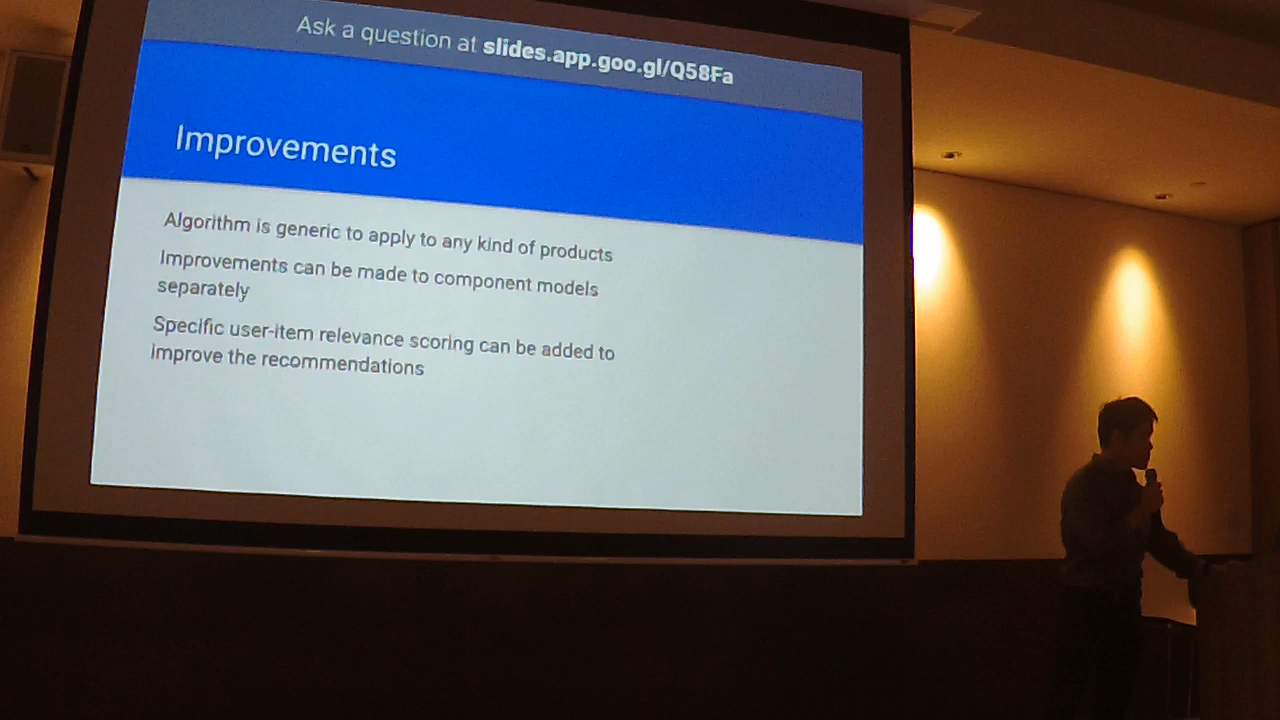 Ask a question at slides.app.goo.gl/Q58Fa
Improvements
Algorithm is generic to apply to any kind of products
Improvements can be made to component models
separately
Specific user-item relevance scoring can be added to
improve the recommendations